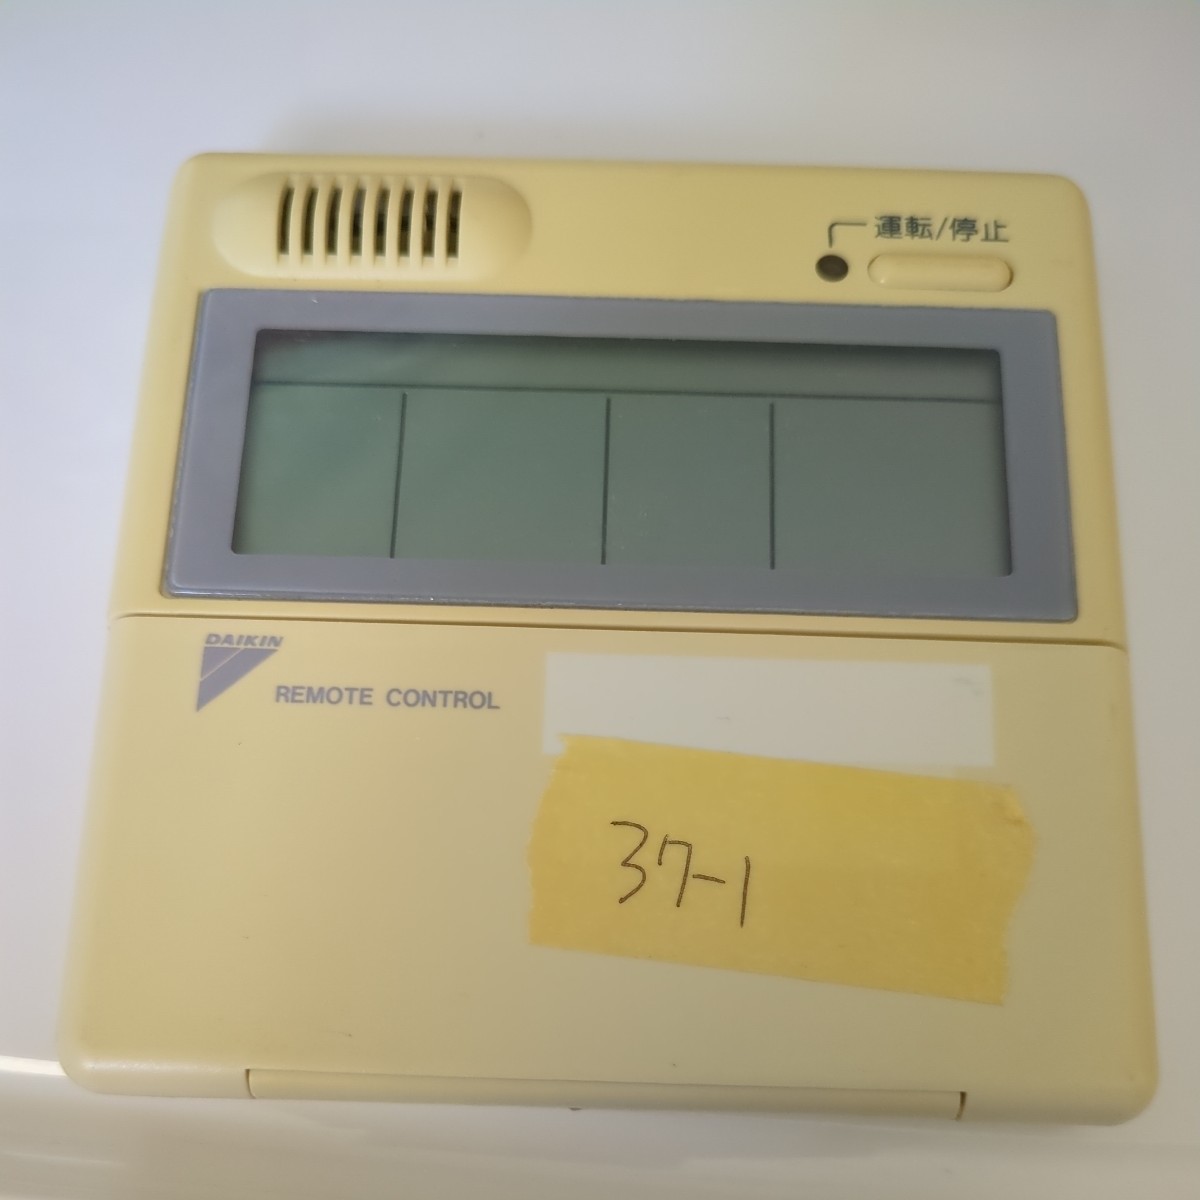 運転/停止
DAIKIN
REMOTE CONTROL
37-1